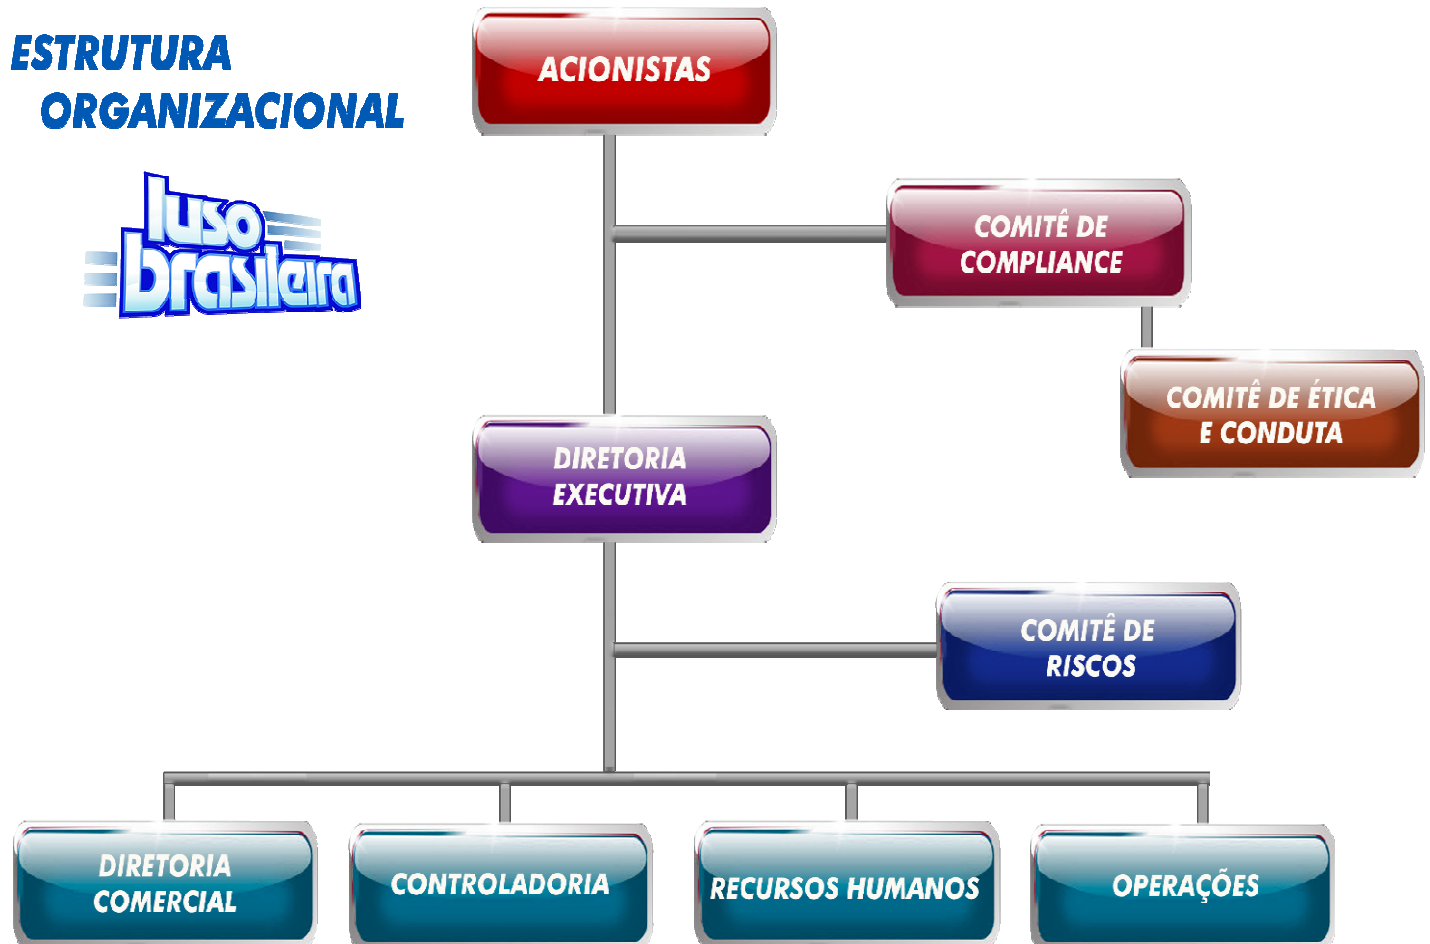 ESTRUTURA
ORGANIZACIONAL
luso
brasileira
ACIONISTAS
COMITÊ DE
COMPLIANCE
COMITÊ DE ÉTICA
E CONDUTA
DIRETORIA
EXECUTIVA
COMITÊ DE
RISCOS
DIRETORIA
COMERCIAL
CONTROLADORIA
RECURSOS HUMANOS
OPERAÇÕES